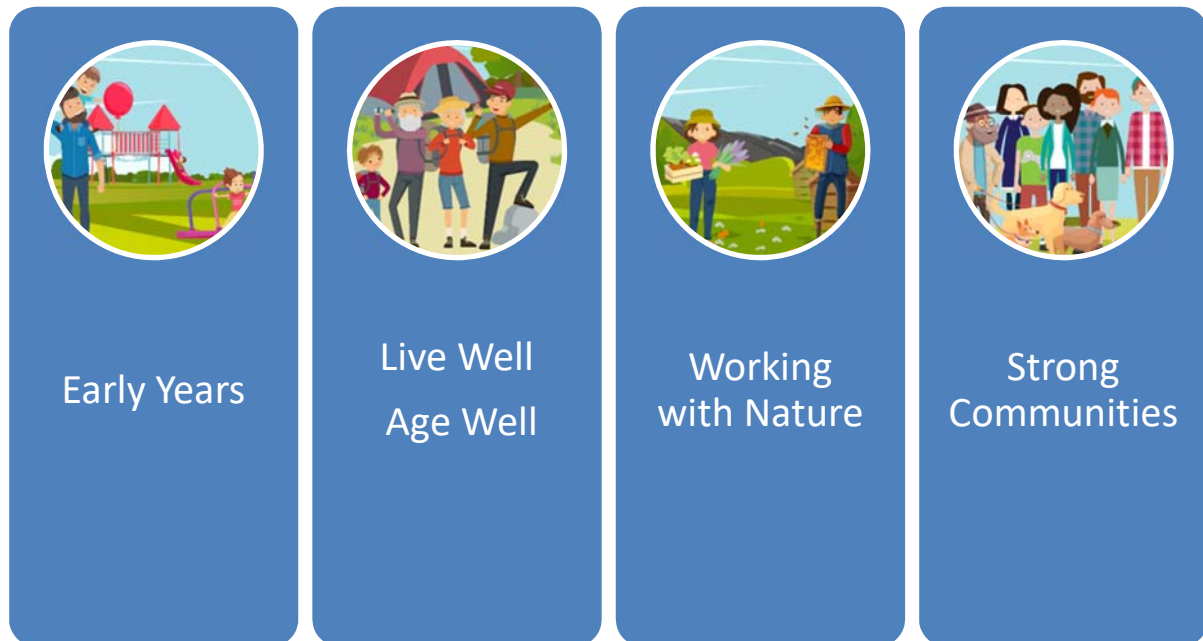 Early Years
Live Well
Age Well
Working
with Nature
Strong
Communities